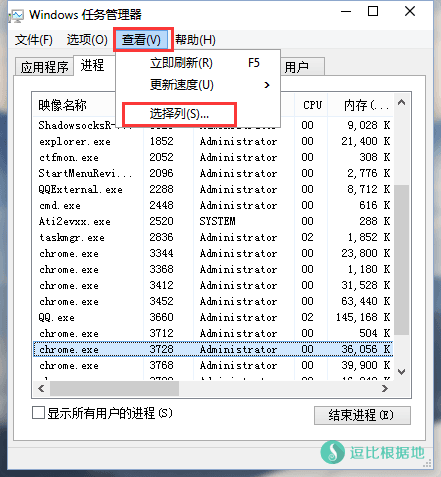 Windows 任务管理器
文件(F) 选项(O) 查看(V) 帮助(H)
立即刷新(R) F5
更新速度(U)
选择列(S)...
应用程序 进程 用户
映像名称 CPU 内存(...
ShadowsocksR-... Administrator 00 9,028 K
explorer.exe 1852 Administrator 00 21,400 K
ctfmon.exe 2052 Administrator 00 308 K
StartMenuRevi... 2096 Administrator 00 2,776 K
QQExternal.exe 2288 Administrator 00 8,712 K
cmd.exe 2448 Administrator 00 616 K
Ati2evxx.exe 2520 SYSTEM 00 288 K
taskmgr.exe 2836 Administrator 02 1,852 K
chrome.exe 3344 Administrator 00 23,800 K
chrome.exe 3368 Administrator 00 1,180 K
chrome.exe 3412 Administrator 00 31,528 K
chrome.exe 3452 Administrator 00 63,440 K
QQ.exe 3660 Administrator 02 145,168 K
chrome.exe 3712 Administrator 00 504 K
chrome.exe 3728 Administrator 00 36,056 K
chrome.exe 3768 Administrator 00 39,900 K
显示所有用户的进程(S) 结束进程(E)
逗比根据地